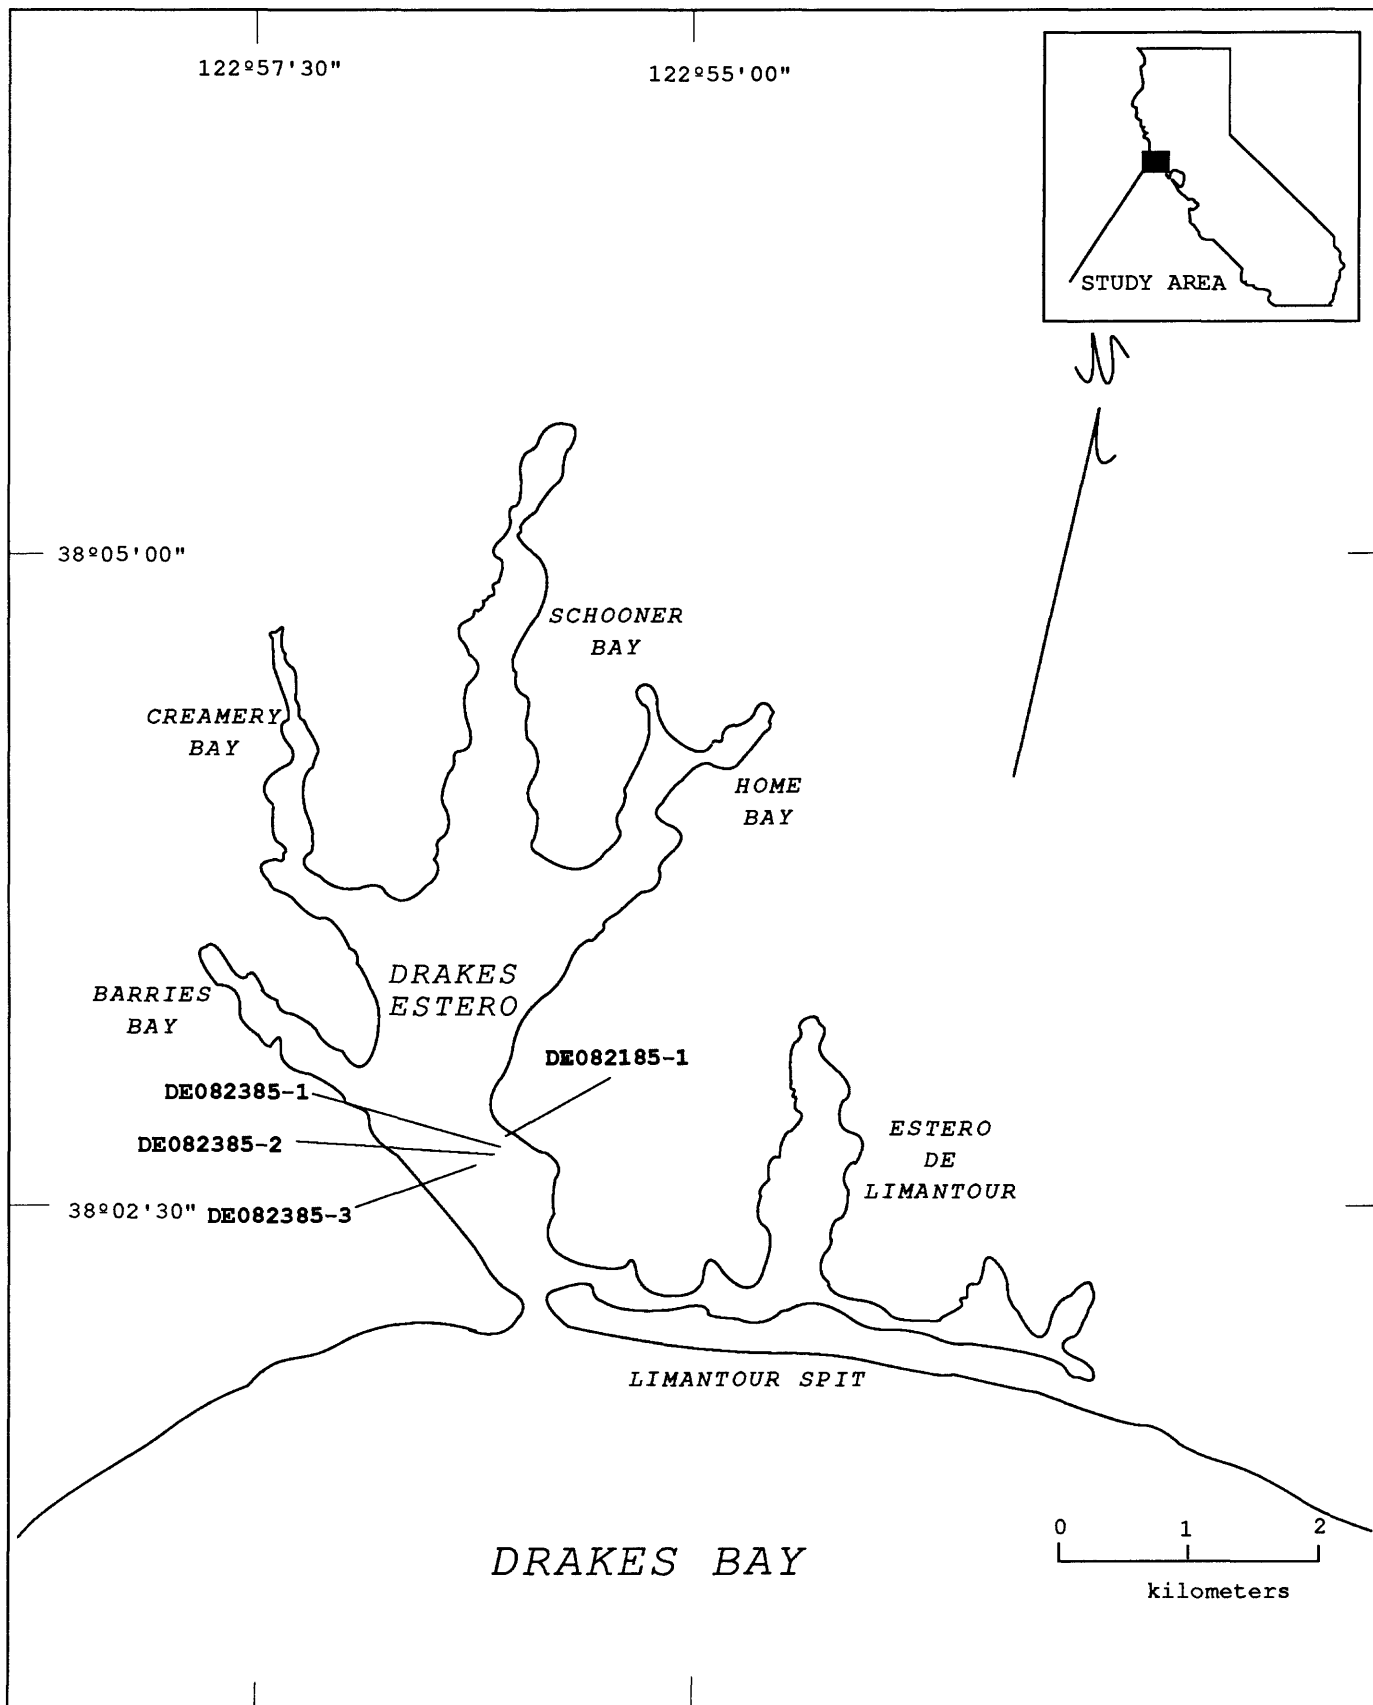 122º57'30"
122º55'00"
STUDY AREA
N
38º05'00"
SCHOONER
BAY
CREAMERY
BAY
HOME
BAY
DRAKES
ESTERO
BARRIES
BAY
DE082185-1
DE082385-1
DE082385-2
ESTERO
DE
LIMANTOUR
38º02'30"
DE082385-3
LIMANTOUR SPIT
DRAKES BAY
0 1 2
kilometers